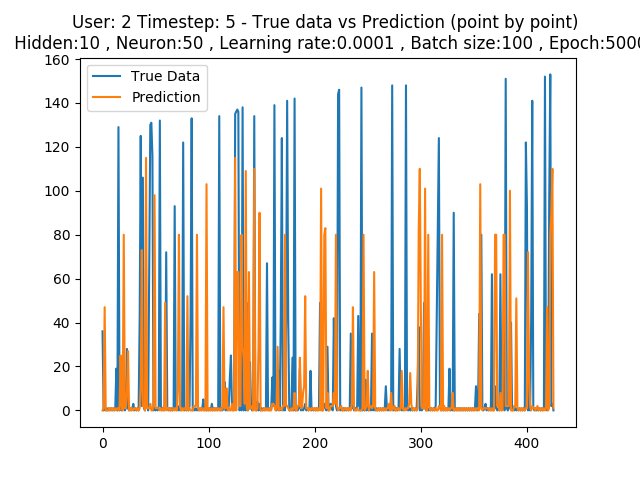 User: 2 Timestep: 5 - True data vs Prediction (point by point)
Hidden:10 , Neuron:50 , Learning rate:0.0001 , Batch size:100 , Epoch:5000
True Data
Prediction
160
140
120
100
80
60
40
20
0
0 100 200 300 400